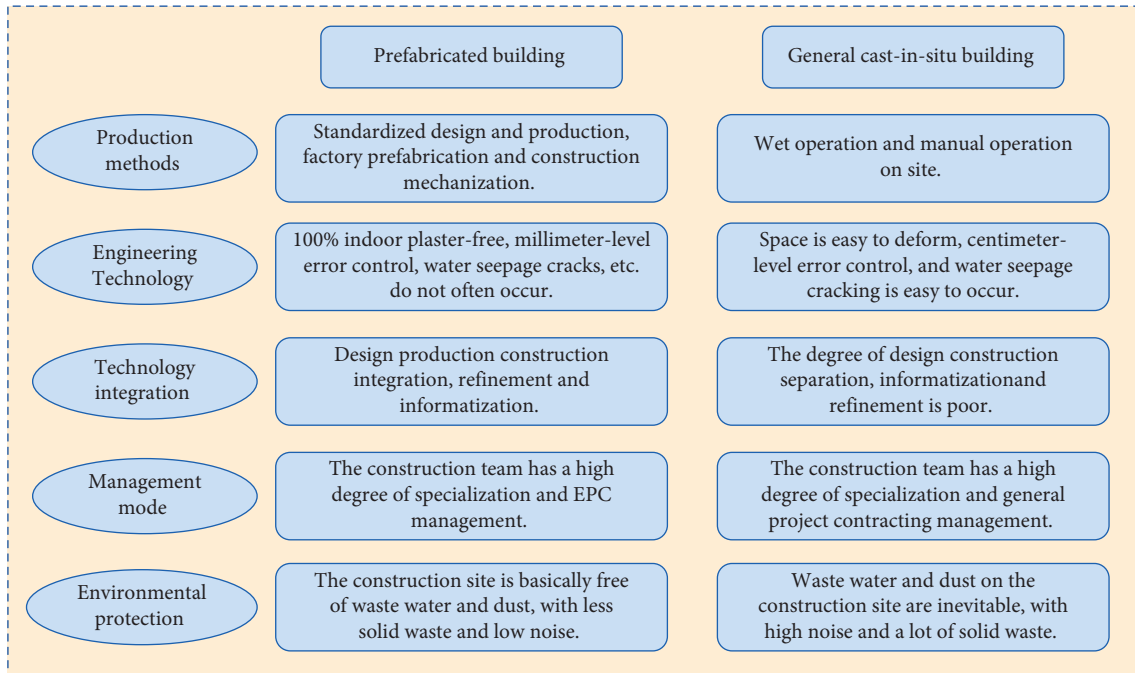 Prefabricated building
General cast-in-situ building
Production
methods
Standardized design and production,
factory prefabrication and construction
mechanization.
Wet operation and manual operation
on site.
Engineering
Technology
100% indoor plaster-free, millimeter-level
error control, water seepage cracks, etc.
do not often occur.
Space is easy to deform, centimeter-
level error control, and water seepage
cracking is easy to occur.
Technology
integration
Design production construction
integration, refinement and
informatization.
The degree of design construction
separation, informatizationand
refinement is poor.
Management
mode
The construction team has a high
degree of specialization and EPC
management.
The construction team has a high
degree of specialization and general
project contracting management.
Environmental
protection
The construction site is basically free
of waste water and dust, with less
solid waste and low noise.
Waste water and dust on the
construction site are inevitable, with
high noise and a lot of solid waste.